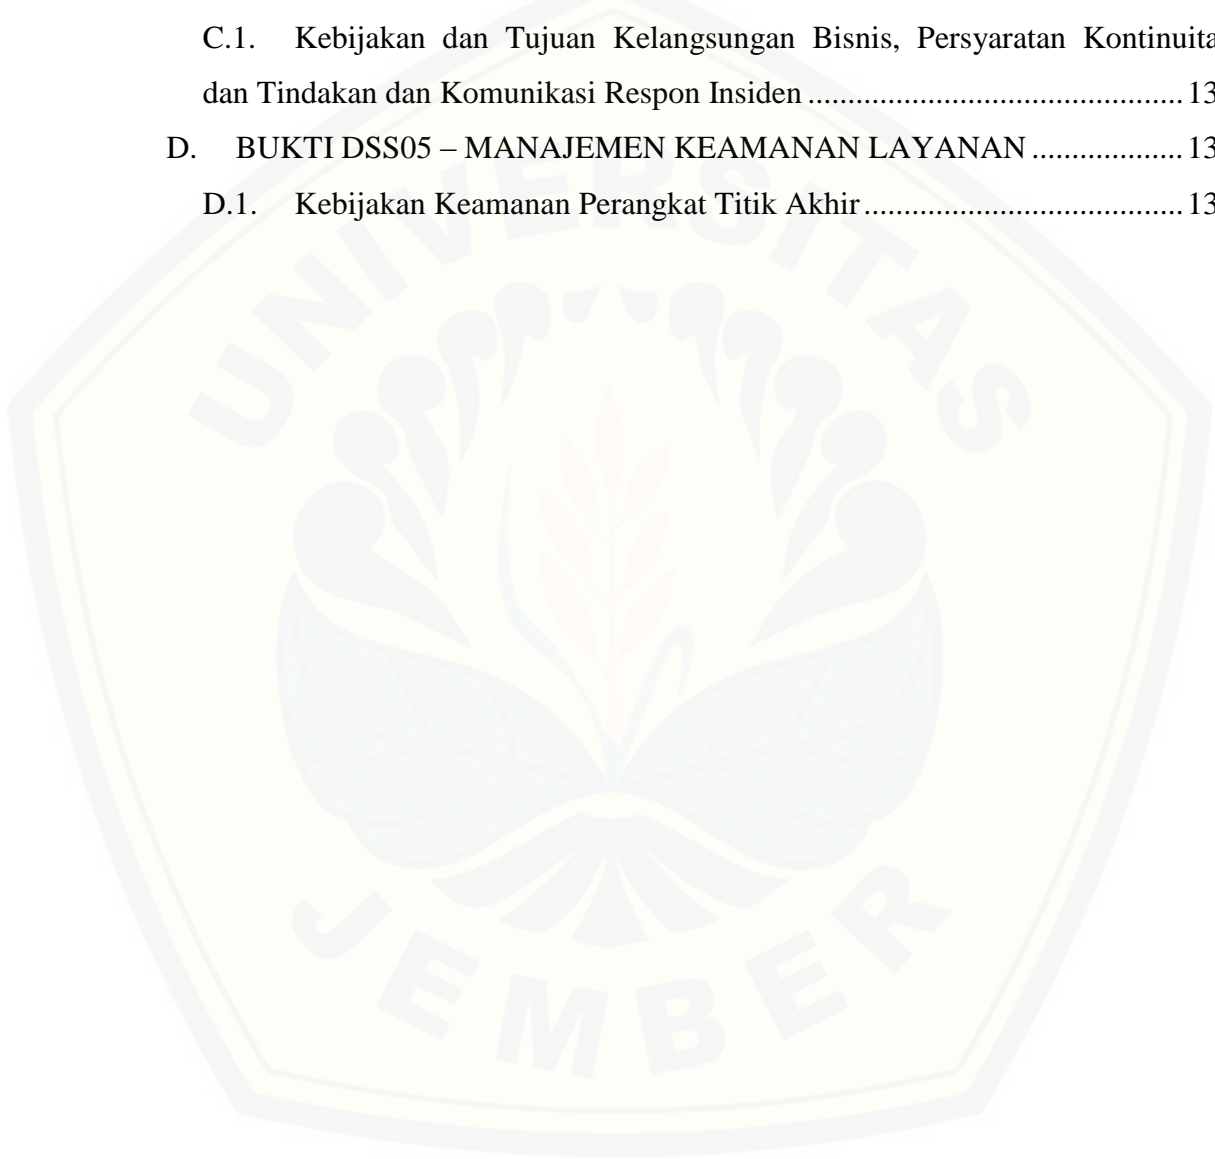 C.1. Kebijakan dan Tujuan Kelangsungan Bisnis, Persyaratan Kontinuita
dan Tindakan dan Komunikasi Respon Insiden ............................................... 13
D. BUKTI DSS05 – MANAJEMEN KEAMANAN LAYANAN ................... 13
D.1. Kebijakan Keamanan Perangkat Titik Akhir ........................................ 13
UNIVERSITAS
JEMBER